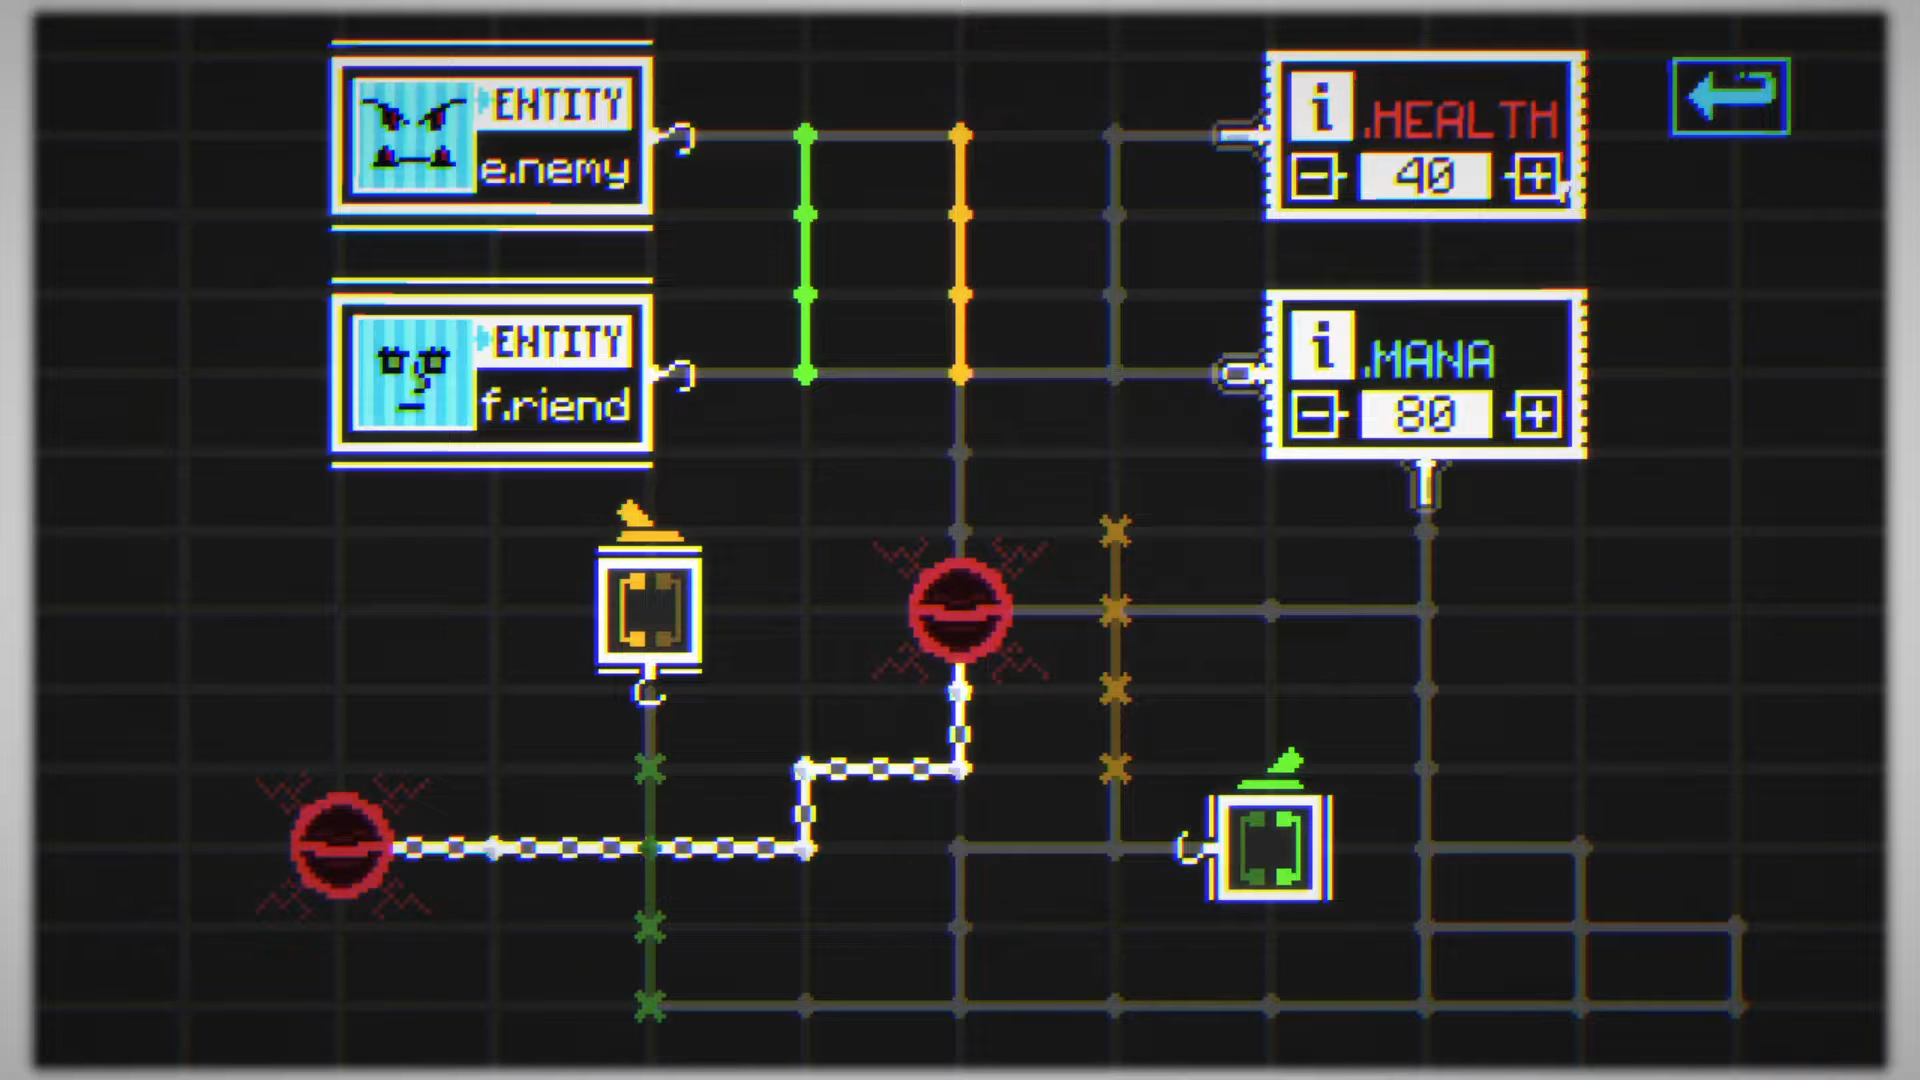 ENTITY
e.nemy
i .HEALTH
- 40 +
ENTITY
f.riend
i .MANA
- 80 +